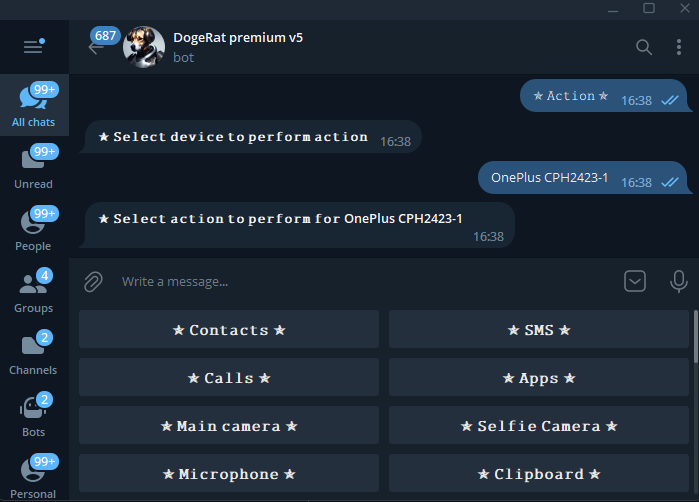 687
DogeRat premium v5
bot
✯ Action ✯
16:38
✯ Select device to perform action 16:38
OnePlus CPH2423-1 16:38
✯ Select action to perform for OnePlus CPH2423-1
16:38
Write a message...
✯ Contacts ✯
✯ SMS ✯
✯ Calls ✯
✯ Apps ✯
✯ Main camera ✯
✯ Selfie Camera ✯
✯ Microphone ✯
✯ Clipboard ✯
99+
All chats
99+
Unread
99+
People
4
Groups
2
Channels
2
Bots
99+
Personal